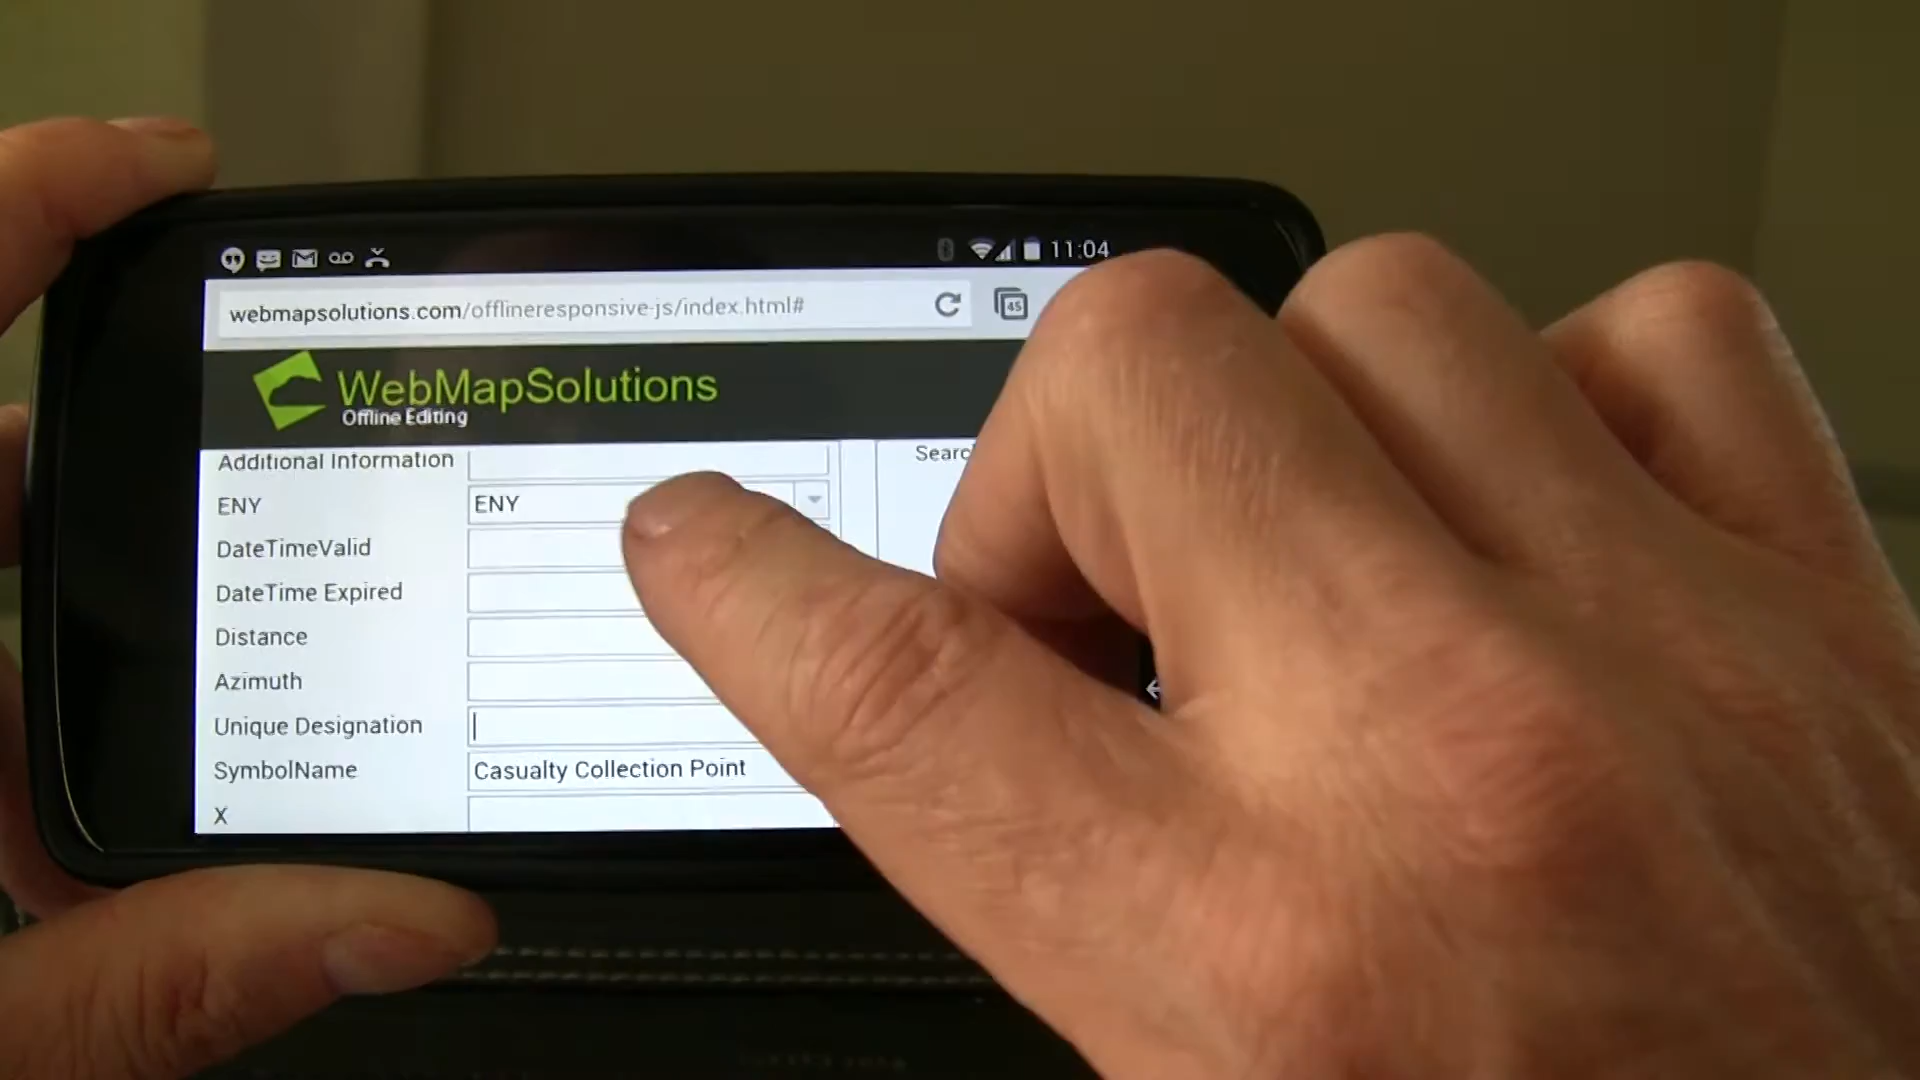 11:04
webmapsolutions.com/offlineresponsive-js/index.html#
45
WebMapSolutions
Offline Editing
Additional Information
ENY ENY
DateTimeValid
DateTime Expired
Distance
Azimuth
Unique Designation
SymbolName Casualty Collection Point
X